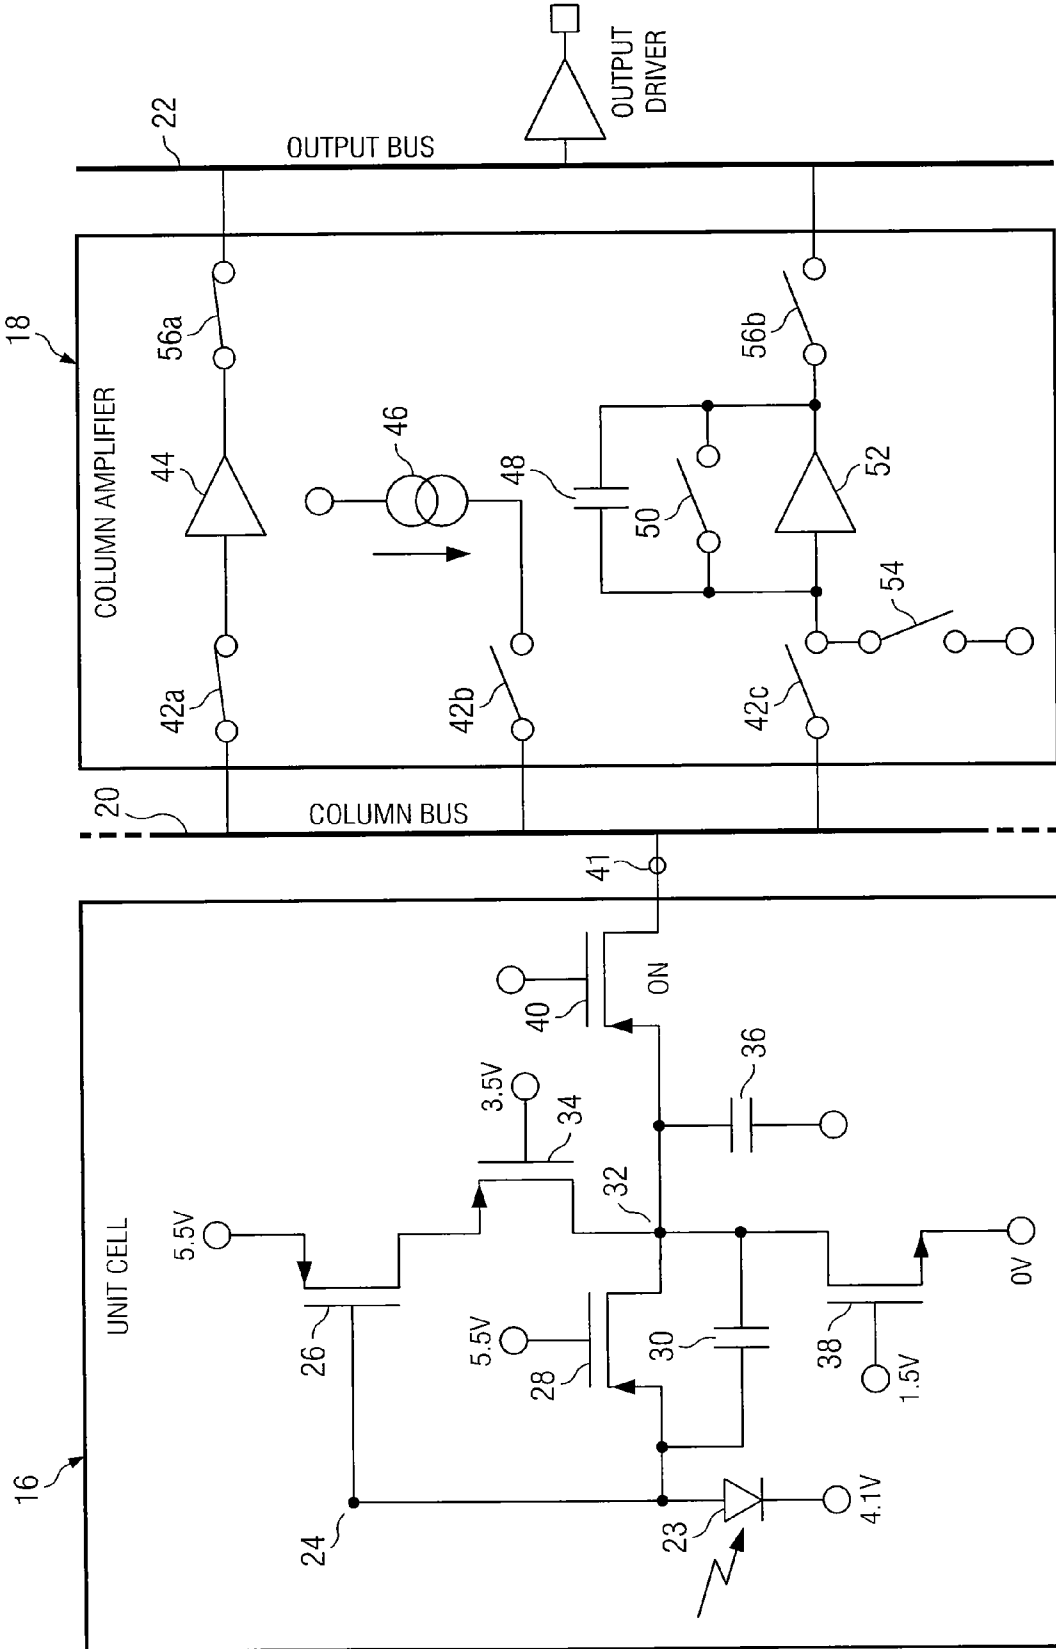 16
UNIT CELL
5.5V
26
24
3.5V
34
5.5V
28
32
30
23
4.1V
38
1.5V
0V
36
40
ON
41
20
COLUMN BUS
18
COLUMN AMPLIFIER
42a
44
56a
46
42b
48
50
52
42c
54
56b
22
OUTPUT BUS
OUTPUT
DRIVER